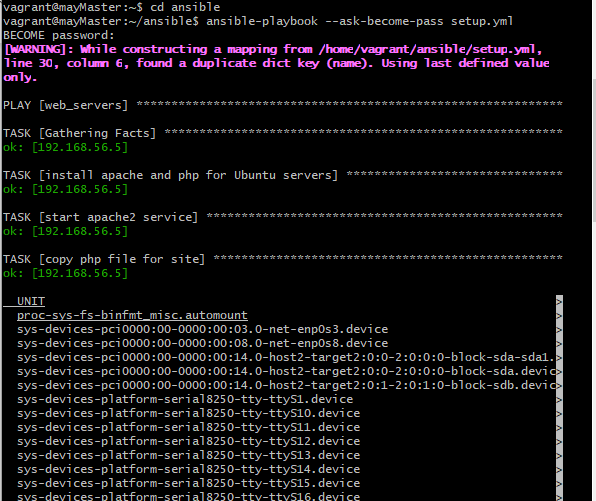 vagrant@mayMaster:~$ cd ansible
vagrant@mayMaster:~/ansible$ ansible-playbook --ask-become-pass setup.yml
BECOME password:
[WARNING]: While constructing a mapping from /home/vagrant/ansible/setup.yml,
line 30, column 6, found a duplicate dict key (name). Using last defined value
only.
PLAY [web_servers] *************************************************************
TASK [Gathering Facts] *********************************************************
ok: [192.168.56.5]
TASK [install apache and php for Ubuntu servers] *******************************
ok: [192.168.56.5]
TASK [start apache2 service] ***************************************************
ok: [192.168.56.5]
TASK [copy php file for site] **************************************************
ok: [192.168.56.5]
UNIT >
proc-sys-fs-binfmt_misc.automount >
sys-devices-pci0000:00-0000:00:03.0-net-enp0s3.device >
sys-devices-pci0000:00-0000:00:08.0-net-enp0s8.device >
sys-devices-pci0000:00-0000:00:14.0-host2-target2:0:0-2:0:0:0-block-sda-sda1.>
sys-devices-pci0000:00-0000:00:14.0-host2-target2:0:0-2:0:0:0-block-sda.devic>
sys-devices-pci0000:00-0000:00:14.0-host2-target2:0:1-2:0:1:0-block-sdb.devic>
sys-devices-platform-serial8250-tty-ttyS1.device >
sys-devices-platform-serial8250-tty-ttyS10.device >
sys-devices-platform-serial8250-tty-ttyS11.device >
sys-devices-platform-serial8250-tty-ttyS12.device >
sys-devices-platform-serial8250-tty-ttyS13.device >
sys-devices-platform-serial8250-tty-ttyS14.device >
sys-devices-platform-serial8250-tty-ttyS15.device >
sys-devices-platform-serial8250-tty-ttyS16.device >